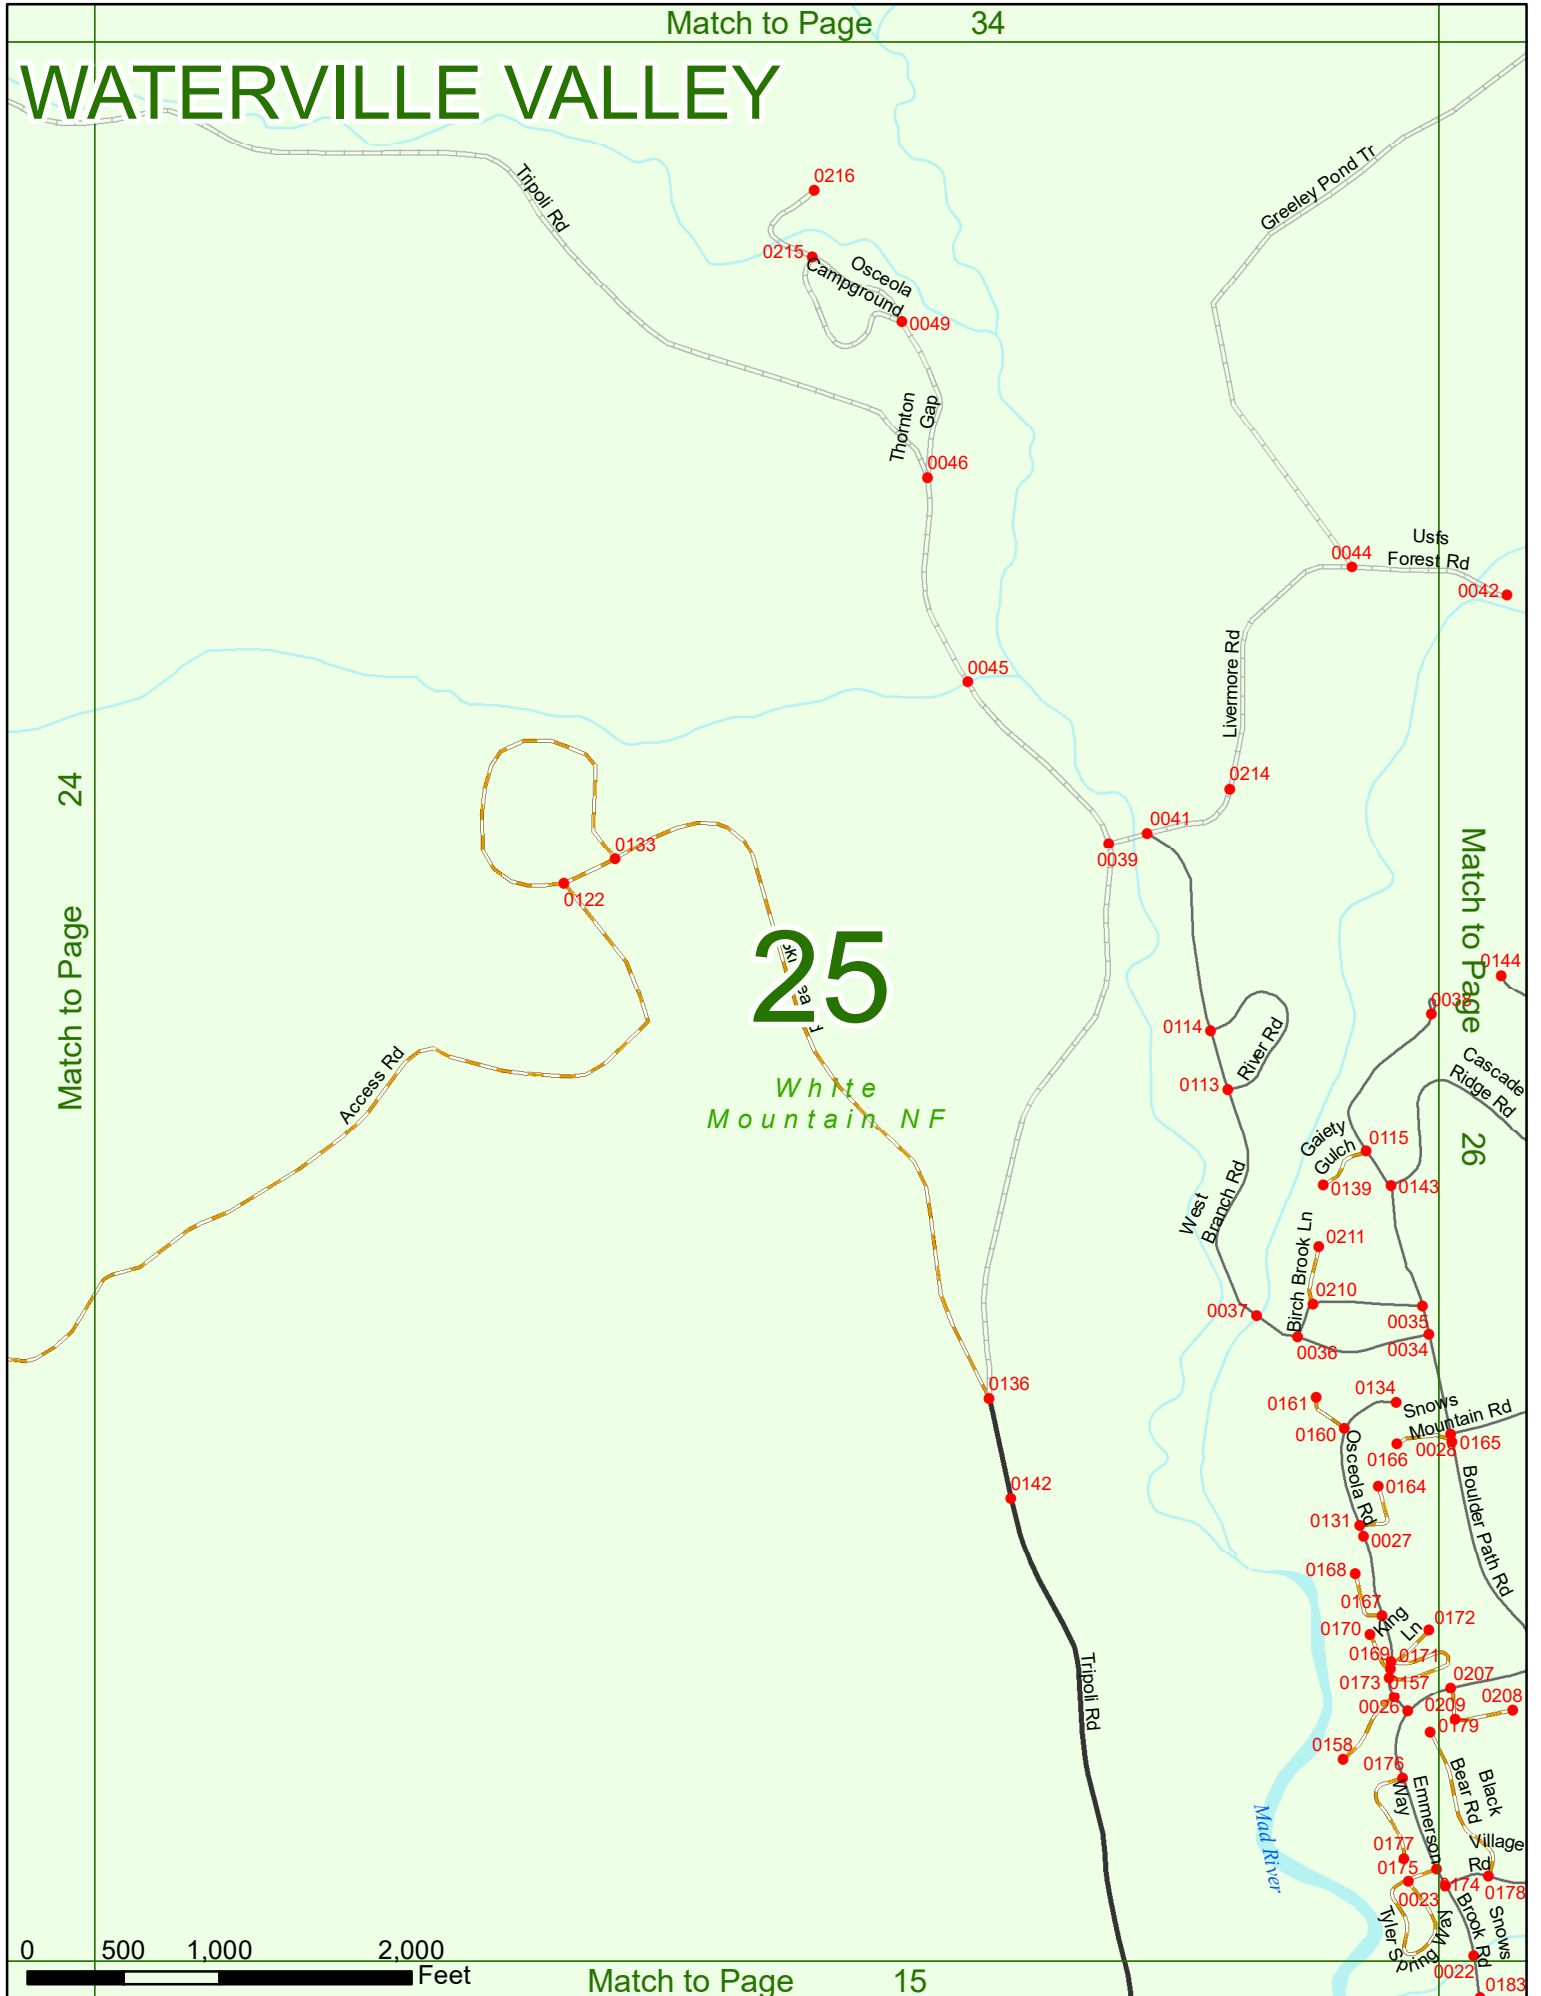 Match to Page 34
WATERVILLE VALLEY
Tripoli Rd
0216
0215
Osceola
Campground
0049
Greeley Pond Tr
Thornton
Gap
0046
Usfs
Forest Rd
0044
0042
0045
Livermore Rd
0214
0041
0039
Match to Page 24
0133
0122
25
White
Mountain NF
Access Rd
Match to Page 26
0144
0038
Cascade
Ridge Rd
0114
River Rd
0113
Gaiety
Gulch
0115
0139
0143
West
Branch Rd
Birch Brook Ln
0211
0210
0037
0036
0035
0034
0136
0161
0134
Snows
Mountain Rd
0160
0166
0028
0165
Osceola Rd
0164
0142
0131
0027
Boulder Path Rd
0168
0167
King
Ln
0172
0170
0169
0171
0173
0157
0207
0026
0209
0208
0179
Tripoli Rd
0158
0176
Way
Emmerson
Black
Bear Rd
Mad River
0177
Village
Rd
0175
0174
0023
0178
Tyler Spring Way
Snows
Brook Rd
0022
0183
0 500 1,000 2,000
Feet
Match to Page 15